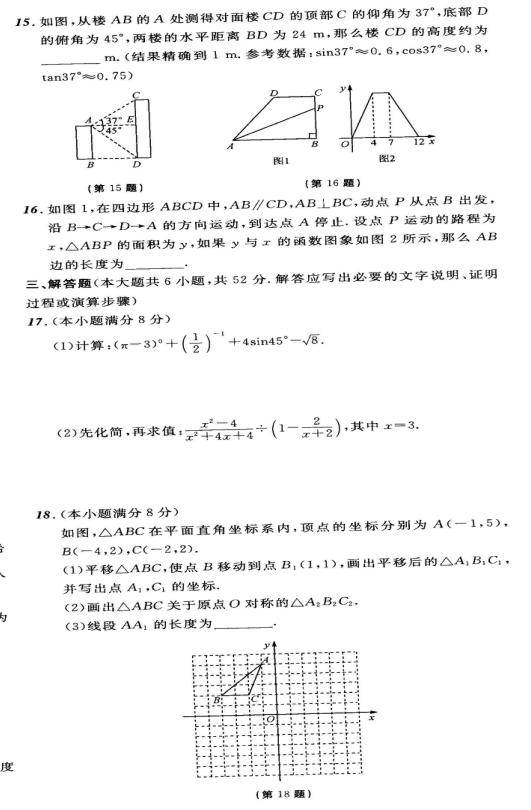 15. 如图,从楼 AB 的 A 处测得对面楼 CD 的顶部 C 的仰角为 37°,底部 D
的俯角为 45°,两楼的水平距离 BD 为 24 m,那么楼 CD 的高度约为
________m.(结果精确到 1 m. 参考数据:sin37°≈0.6,cos37°≈0.8,
tan37°≈0.75)
C
A 37° E
45°
B D
(第 15 题)
D C
P
A B
图1
y
O 4 7 12 x
图2
(第 16 题)
16. 如图 1,在四边形 ABCD 中,AB∥CD,AB⊥BC,动点 P 从点 B 出发,
沿 B→C→D→A 的方向运动,到达点 A 停止. 设点 P 运动的路程为
x,△ABP 的面积为 y,如果 y 与 x 的函数图象如图 2 所示,那么 AB
边的长度为________.
三、解答题(本大题共 6 小题,共 52 分. 解答应写出必要的文字说明、证明
过程或演算步骤)
17. (本小题满分 8 分)
(1)计算:(π-3)⁰+(1/2)⁻¹+4sin45°-√8.
(2)先化简,再求值:(x²-4)/(x²+4x+4)÷(1-2/(x+2)),其中 x=3.
18. (本小题满分 8 分)
如图,△ABC 在平面直角坐标系内,顶点的坐标分别为 A(-1,5),
B(-4,2),C(-2,2).
(1)平移△ABC,使点 B 移动到点 B₁(1,1),画出平移后的△A₁B₁C₁,
并写出点 A₁,C₁ 的坐标.
(2)画出△ABC 关于原点 O 对称的△A₂B₂C₂.
(3)线段 AA₁ 的长度为________.
y
A
B C
O x
(第 18 题)
为
度